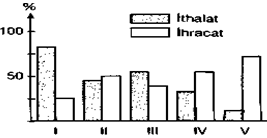 %
İthalat
İhracat
100
50
I II III IV V